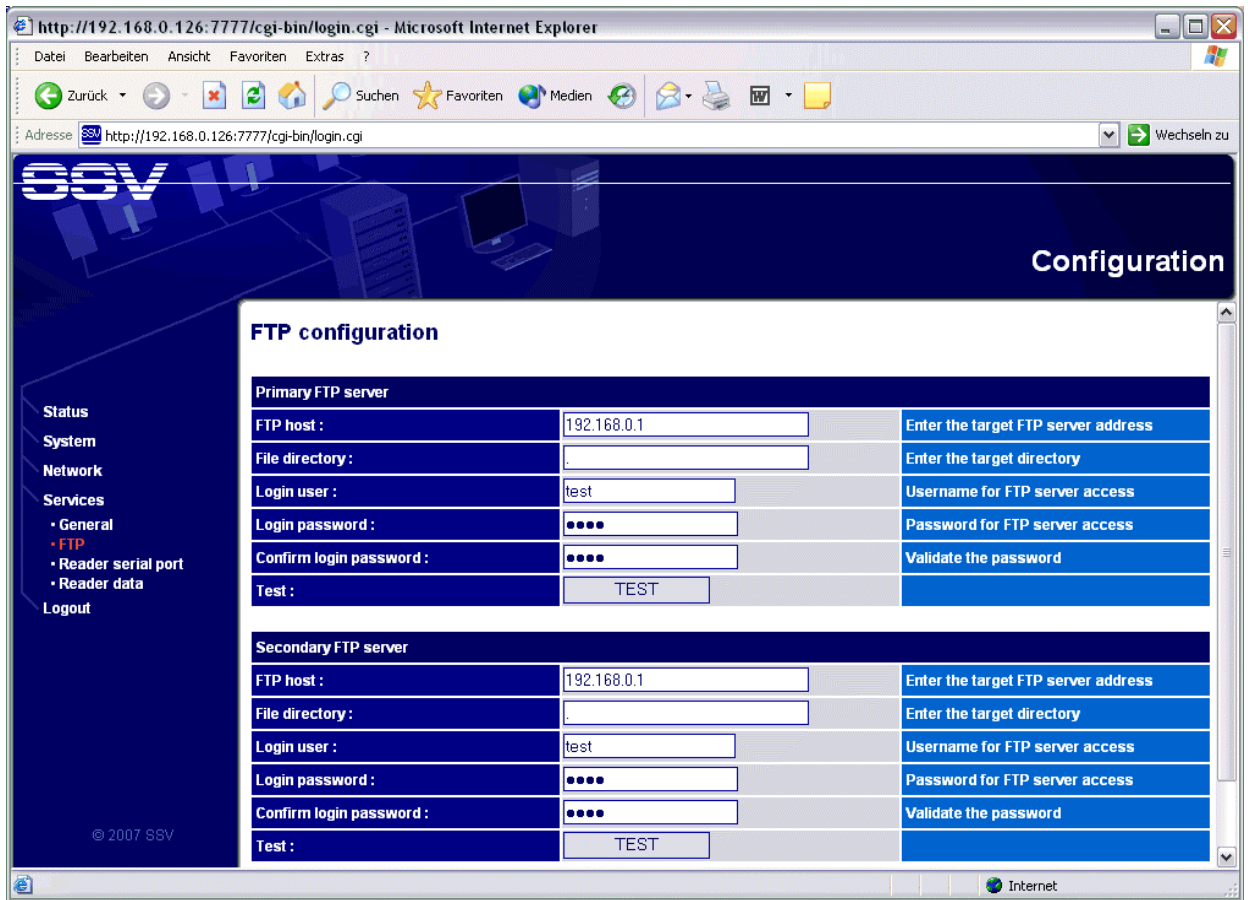 http://192.168.0.126:7777/cgi-bin/login.cgi - Microsoft Internet Explorer
Datei Bearbeiten Ansicht Favoriten Extras ?
Zurück Suchen Favoriten Medien
Adresse SSV http://192.168.0.126:7777/cgi-bin/login.cgi Wechseln zu
SSV
Configuration
Status
System
Network
Services
• General
• FTP
• Reader serial port
• Reader data
Logout
© 2007 SSV
FTP configuration
Primary FTP server
FTP host : 192.168.0.1 Enter the target FTP server address
File directory : . Enter the target directory
Login user : test Username for FTP server access
Login password : •••• Password for FTP server access
Confirm login password : •••• Validate the password
Test : TEST
Secondary FTP server
FTP host : 192.168.0.1 Enter the target FTP server address
File directory : . Enter the target directory
Login user : test Username for FTP server access
Login password : •••• Password for FTP server access
Confirm login password : •••• Validate the password
Test : TEST
Internet